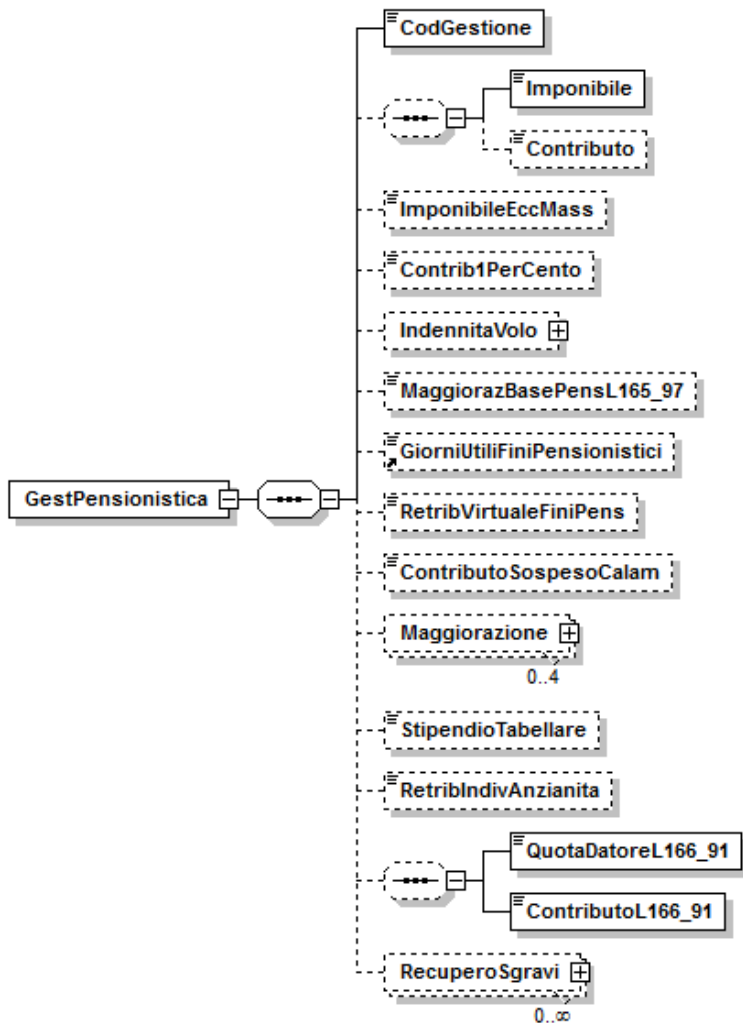 CodGestione
Imponibile
Contributo
ImponibileEccMass
Contrib1PerCento
IndennitaVolo
MaggiorazBasePensL165_97
GiorniUtiliFiniPensionistici
GestPensionistica
RetribVirtualeFiniPens
ContributoSospesoCalam
Maggiorazione
0..4
StipendioTabellare
RetribIndivAnzianita
QuotaDatoreL166_91
ContributoL166_91
RecuperoSgravi
0..∞